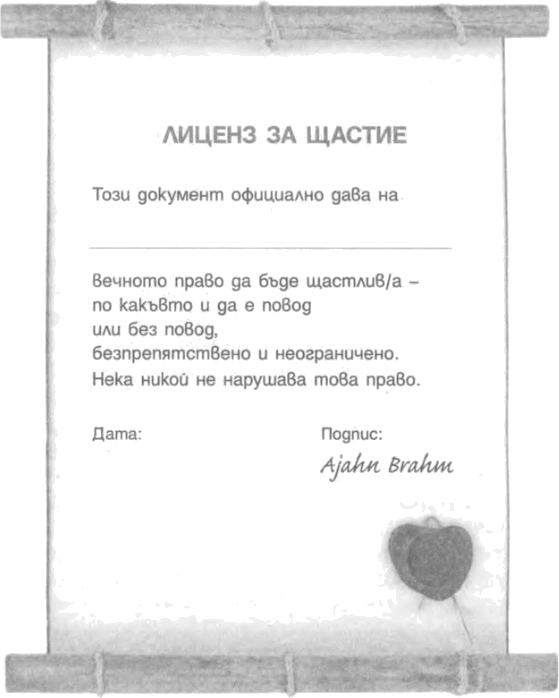 ЛИЦЕНЗ ЗА ЩАСТИЕ
Този документ официално дава на
вечното право да бъде щастлив/а –
по какъвто и да е повод
или без повод,
безпрепятствено и неограничено.
Нека никой не нарушава това право.
Дата: Подпис:
Ajahn Brahm